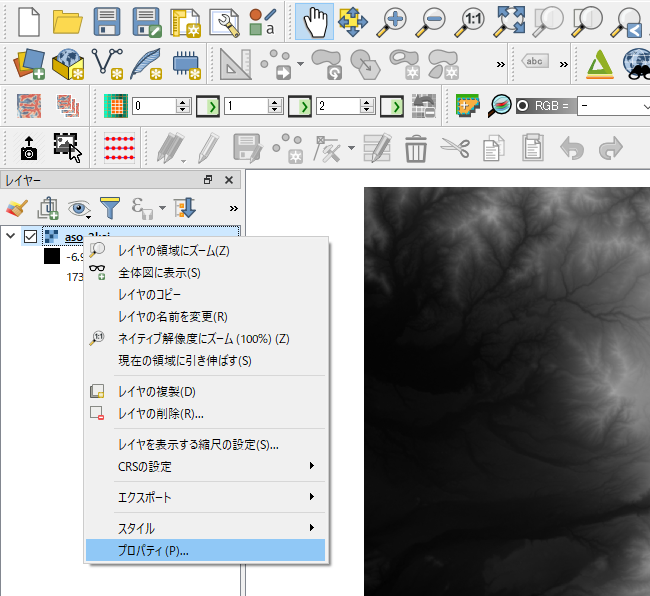 a
1:1
»
abc
»
0
1
2
RGB =
–
レイヤー
»
aso
-6.9
173
レイヤの領域にズーム(Z)
全体図に表示(S)
レイヤのコピー
レイヤの名前を変更(R)
1:1
ネイティブ解像度にズーム (100%) (Z)
現在の領域に引き伸ばす(S)
レイヤの複製(D)
レイヤの削除(R)...
レイヤを表示する縮尺の設定(S)...
CRSの設定
エクスポート
スタイル
プロパティ(P)...